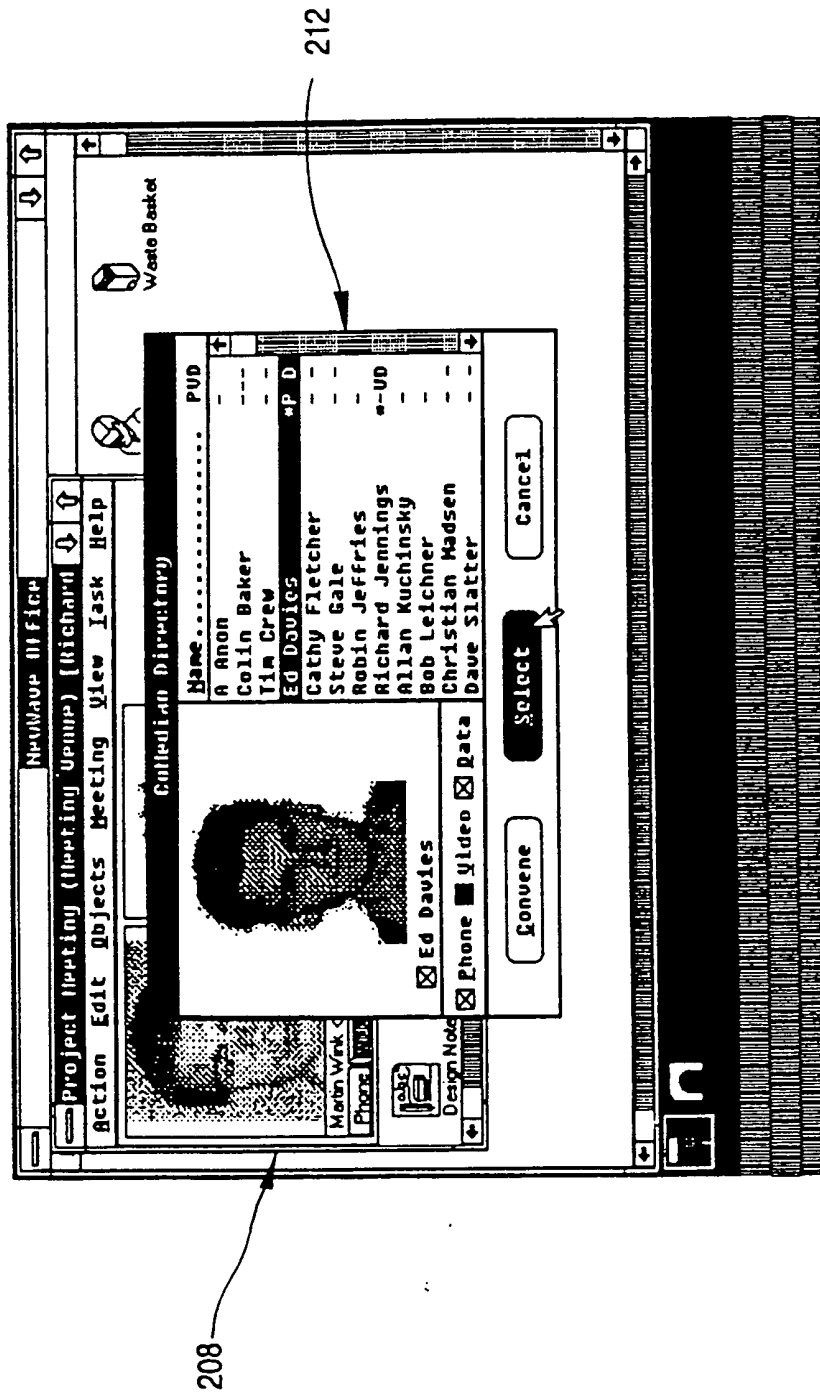 NewWave Office
Project Meeting (Meeting Venue) [Richard
Action Edit Objects Meeting View Task Help
Waste Basket
Martin Wink
Phone
Design Note
Colledian Directory
Name.................. PVD
A Anon -
Colin Baker ---
Tim Crew - -
Ed Davies *P D
Cathy Fletcher - -
Steve Gale - -
Robin Jeffries -
Richard Jennings *-VD
Allan Kuchinsky -
Bob Leichner -
Christian Madsen - -
Dave Slatter - -
Ed Davies
Phone Video Data
Convene Select Cancel
208
212